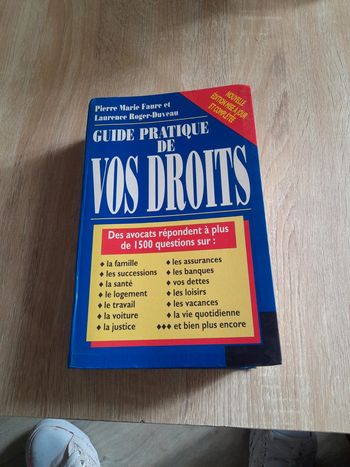 Pierre Marie Faure et
Laurence Roger-Duveau
NOUVELLE
ÉDITION MISE À JOUR
ET COMPLÉTÉE
GUIDE PRATIQUE
DE
VOS DROITS
Des avocats répondent à plus
de 1500 questions sur :
♦ la famille
♦ les successions
♦ la santé
♦ le logement
♦ le travail
♦ la voiture
♦ la justice
♦ les assurances
♦ les banques
♦ vos dettes
♦ les loisirs
♦ les vacances
♦ la vie quotidienne
♦♦♦ et bien plus encore